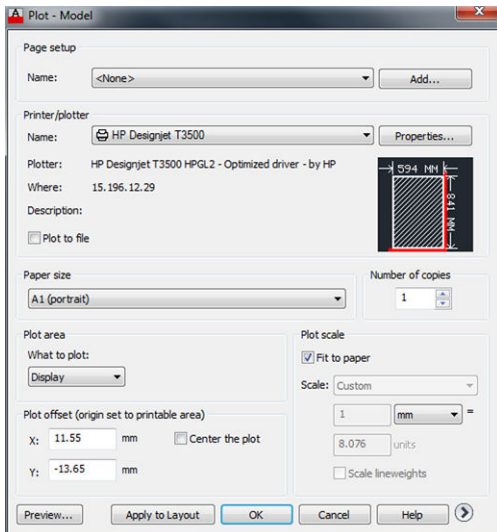 Plot - Model
Page setup
Name: <None> Add...
Printer/plotter
Name: HP Designjet T3500 Properties...
Plotter: HP Designjet T3500 HPGL2 - Optimized driver - by HP
Where: 15.196.12.29
Description:
Plot to file
594 MM
841 MM
Paper size
A1 (portrait)
Number of copies
1
Plot area
What to plot:
Display
Plot offset (origin set to printable area)
X: 11.55 mm Center the plot
Y: -13.65 mm
Plot scale
Fit to paper
Scale: Custom
1 mm =
8.076 units
Scale lineweights
Preview... Apply to Layout OK Cancel Help